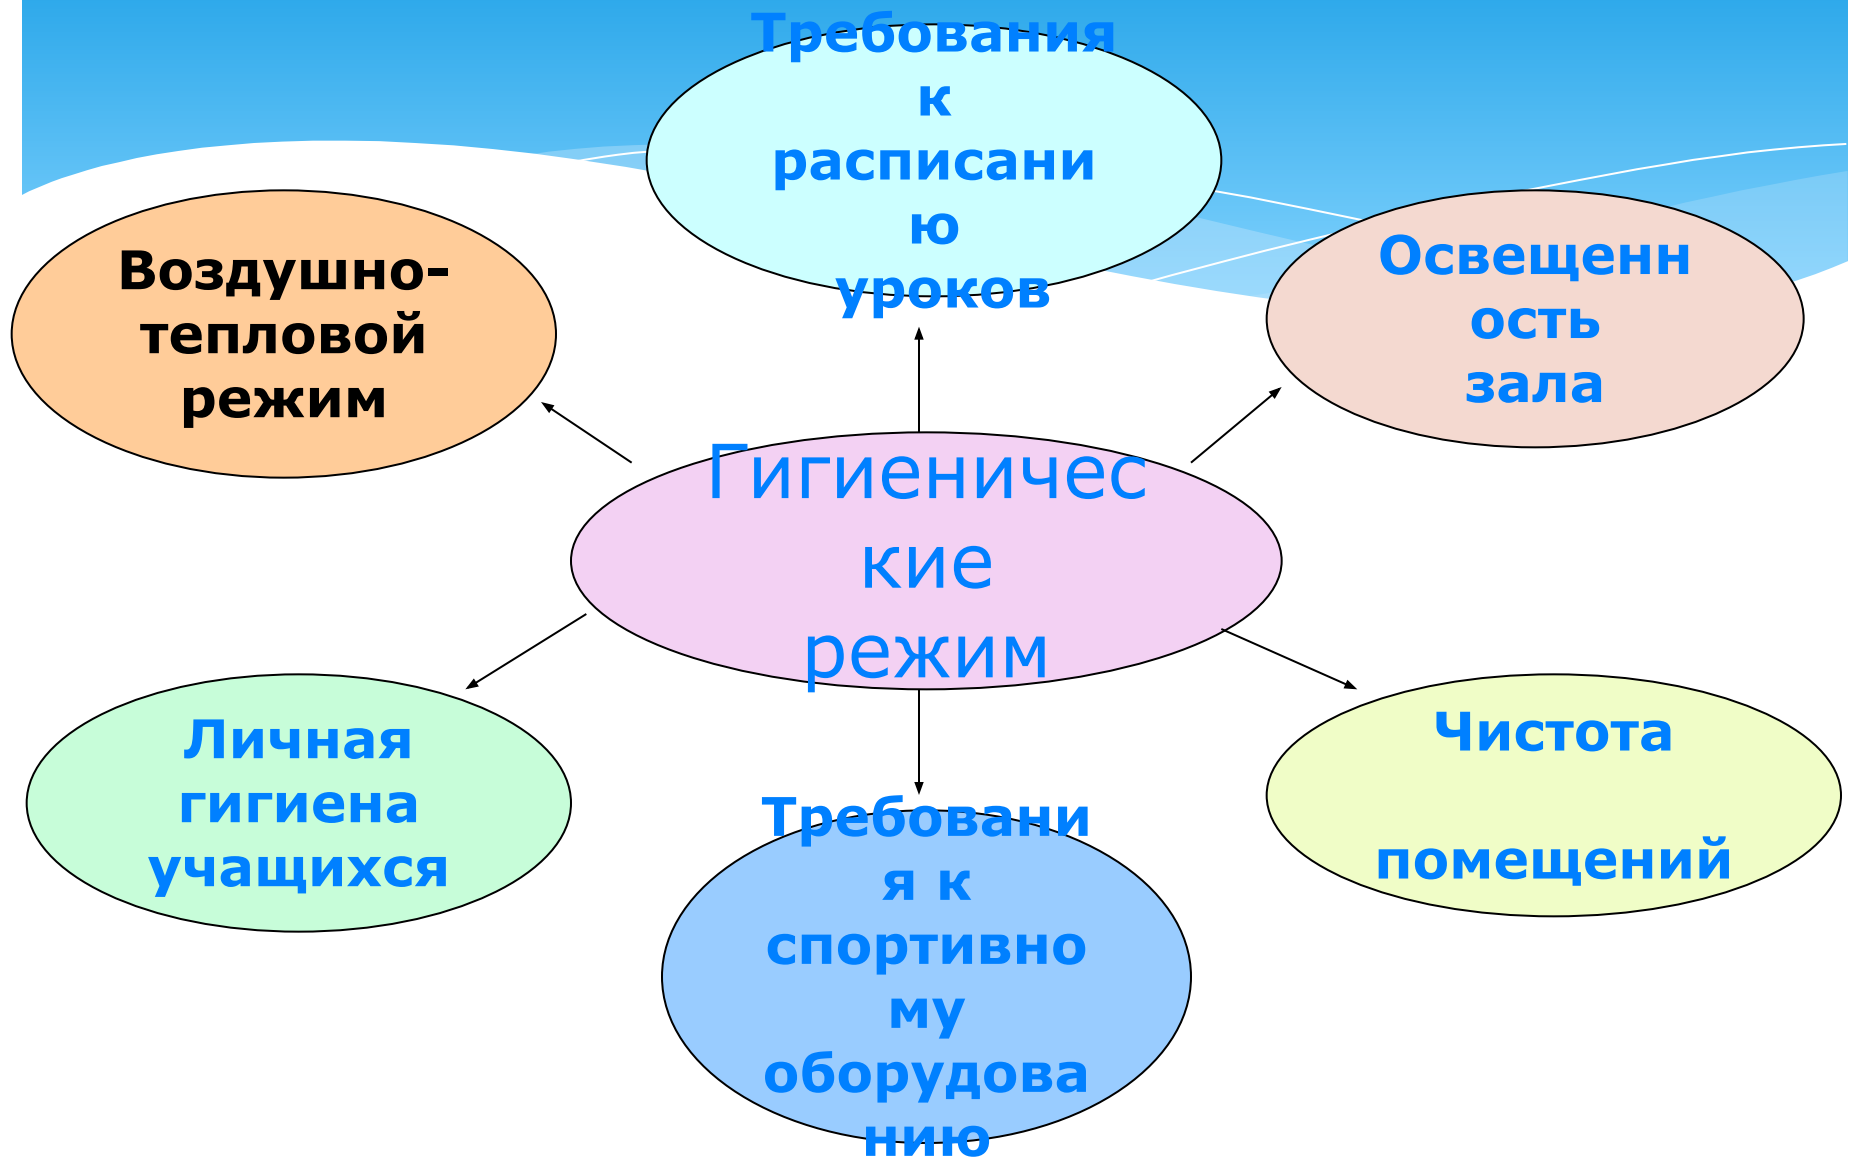 Требования
к
расписани
ю
уроков
Воздушно-
тепловой
режим
Освещенн
ость
зала
Гигиеничес
кие
режим
Личная
гигиена
учащихся
Чистота
помещений
Требовани
я к
спортивно
му
оборудова
нию